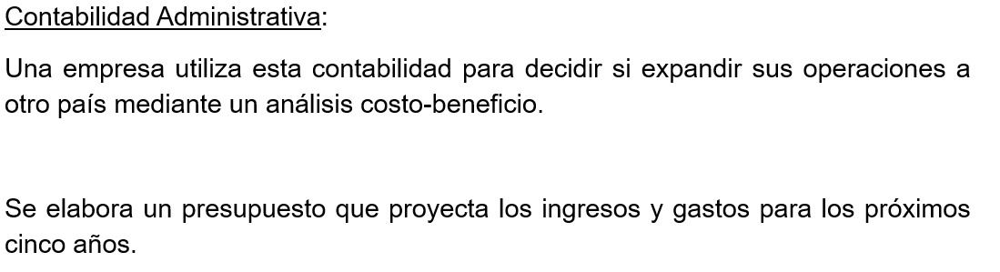 Contabilidad Administrativa:
Una empresa utiliza esta contabilidad para decidir si expandir sus operaciones a
otro país mediante un análisis costo-beneficio.
Se elabora un presupuesto que proyecta los ingresos y gastos para los próximos
cinco años.